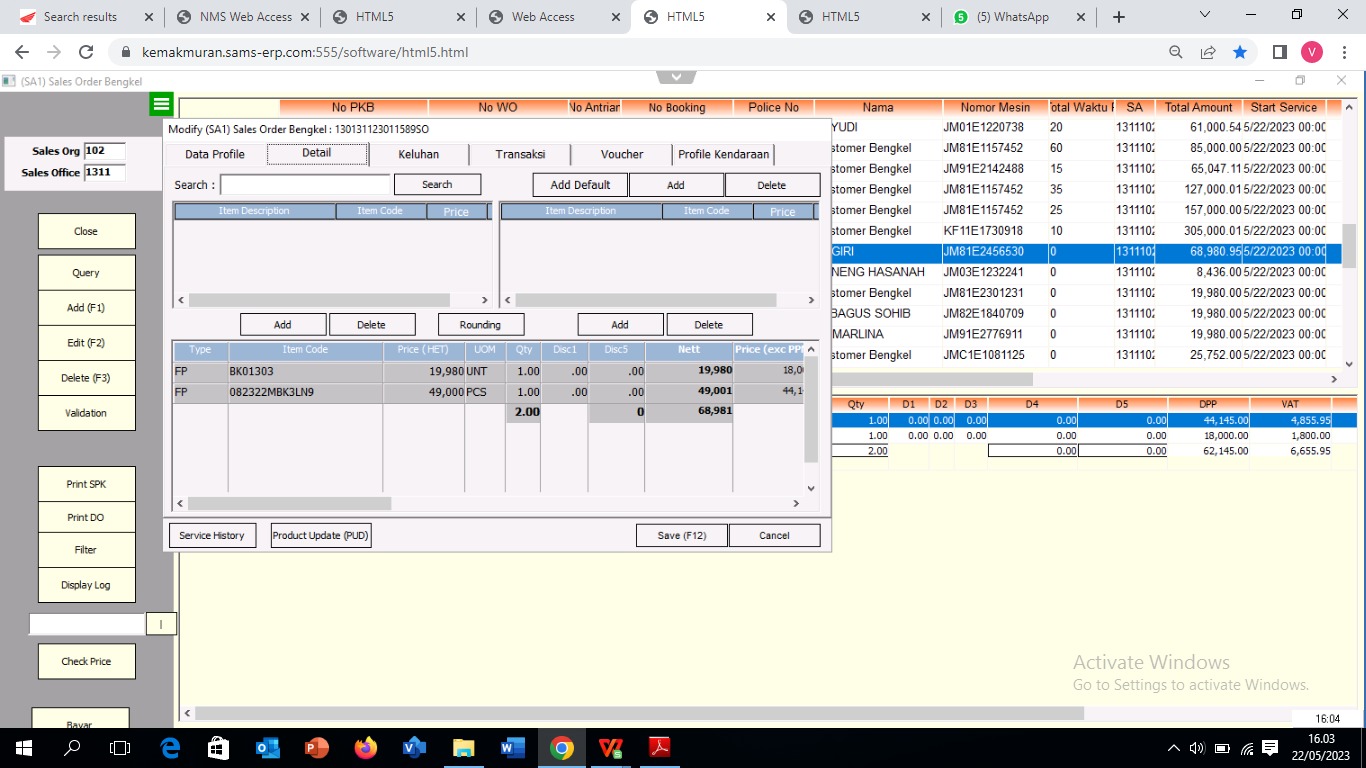 Search results
NMS Web Access
HTML5
Web Access
HTML5
HTML5
(5) WhatsApp
kemakmuran.sams-erp.com:555/software/html5.html
V
(SA1) Sales Order Bengkel
Sales Org 102
Sales Office 1311
Close
Query
Add (F1)
Edit (F2)
Delete (F3)
Validation
Print SPK
Print DO
Filter
Display Log
Check Price
Bayar
No PKB No WO No Antrian No Booking Police No Nama Nomor Mesin otal Waktu SA Total Amount Start Service
YUDI JM01E1220738 20 1311102 61,000.54 5/22/2023 00:00
stomer Bengkel JM81E1157452 60 1311102 85,000.00 5/22/2023 00:00
stomer Bengkel JM91E2142488 15 1311102 65,047.11 5/22/2023 00:00
stomer Bengkel JM81E1157452 35 1311102 127,000.01 5/22/2023 00:00
stomer Bengkel JM81E1157452 25 1311102 157,000.01 5/22/2023 00:00
stomer Bengkel KF11E1730918 10 1311102 305,000.01 5/22/2023 00:00
GIRI JM81E2456530 0 1311102 68,980.95 5/22/2023 00:00
NENG HASANAH JM03E1232241 0 1311102 8,436.00 5/22/2023 00:00
stomer Bengkel JM81E2301231 0 1311102 19,980.00 5/22/2023 00:00
BAGUS SOHIB JM82E1840709 0 1311102 19,980.00 5/22/2023 00:00
MARLINA JM91E2776911 0 1311102 19,980.00 5/22/2023 00:00
stomer Bengkel JMC1E1081125 0 1311102 25,752.00 5/22/2023 00:00
Modify (SA1) Sales Order Bengkel : 130131123011589SO
Data Profile Detail Keluhan Transaksi Voucher Profile Kendaraan
Search : Search Add Default Add Delete
Item Description Item Code Price Item Description Item Code Price
Add Delete Rounding Add Delete
Type Item Code Price (HET) UOM Qty Disc1 Disc5 Nett Price (exc PP
FP BK01303 19,980 UNT 1.00 .00 .00 19,980 18,0
FP 082322MBK3LN9 49,000 PCS 1.00 .00 .00 49,001 44,1
2.00 0 68,981
Service History Product Update (PUD) Save (F12) Cancel
Qty D1 D2 D3 D4 D5 DPP VAT
1.00 0.00 0.00 0.00 0.00 0.00 44,145.00 4,855.95
1.00 0.00 0.00 0.00 0.00 0.00 18,000.00 1,800.00
2.00 0.00 0.00 62,145.00 6,655.95
Activate Windows
Go to Settings to activate Windows.
16:04
16.03
22/05/2023